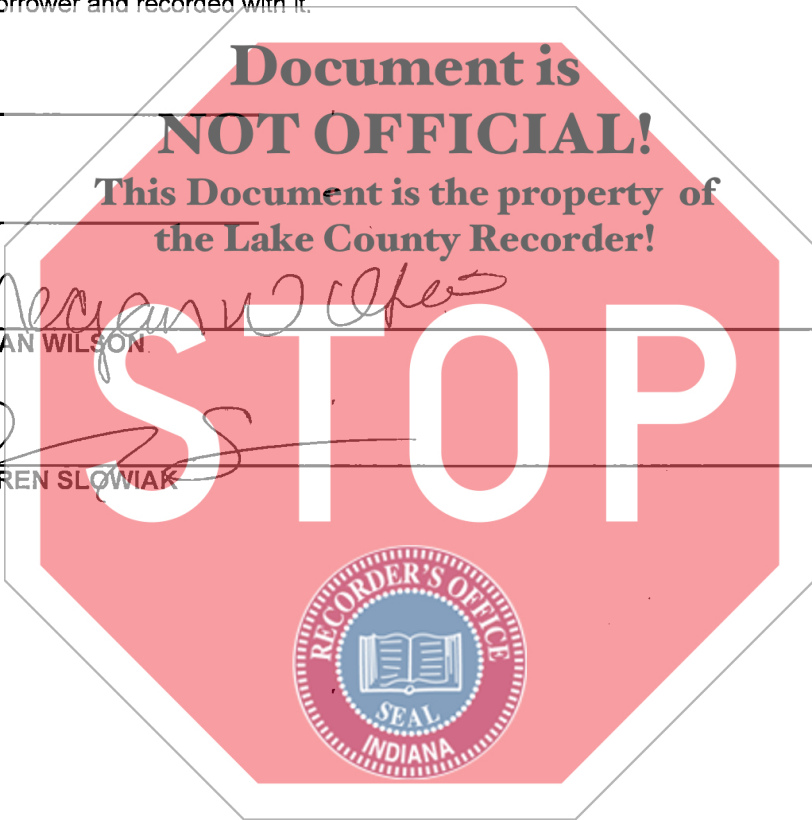 orrower and recorded with it.
Document is
NOT OFFICIAL!
This Document is the property of
the Lake County Recorder!
AN WILSON
STOP
REN SLOWIAK
RECORDER'S OFFICE
SEAL
INDIANA